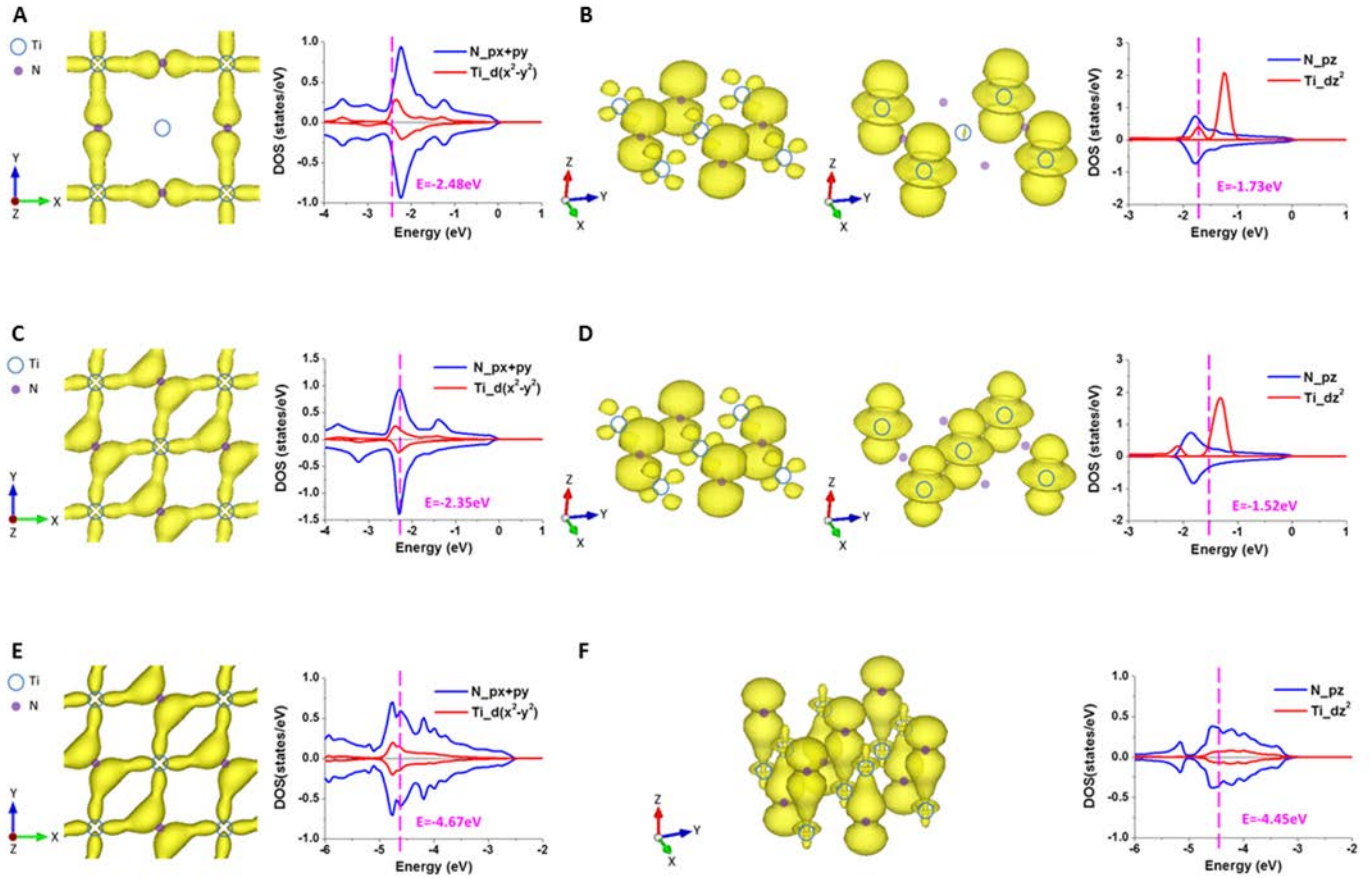 A
Ti
N
Y
Z
X
DOS (states/eV)
1.0
0.5
0.0
-0.5
-1.0
N_px+py
Ti_d(x²-y²)
E=-2.48eV
-4 -3 -2 -1 0 1
Energy (eV)
B
Z
Y
X
Z
Y
X
DOS (states/eV)
3
2
1
0
-1
-2
N_pz
Ti_dz²
E=-1.73eV
-3 -2 -1 0 1
Energy (eV)
C
Ti
N
Y
Z
X
DOS (states/eV)
1.5
1.0
0.5
0.0
-0.5
-1.0
-1.5
N_px+py
Ti_d(x²-y²)
E=-2.35eV
-4 -3 -2 -1 0 1
Energy (eV)
D
Z
Y
X
Z
Y
X
DOS (states/eV)
3
2
1
0
-1
-2
N_pz
Ti_dz²
E=-1.52eV
-3 -2 -1 0 1
Energy (eV)
E
Ti
N
Y
Z
X
DOS(states/eV)
1.0
0.5
0.0
-0.5
-1.0
N_px+py
Ti_d(x²-y²)
E=-4.67eV
-6 -5 -4 -3 -2
Energy (eV)
F
Z
Y
X
DOS(states/eV)
1.0
0.5
0.0
-0.5
-1.0
N_pz
Ti_dz²
E=-4.45eV
-6 -5 -4 -3 -2
Energy (eV)